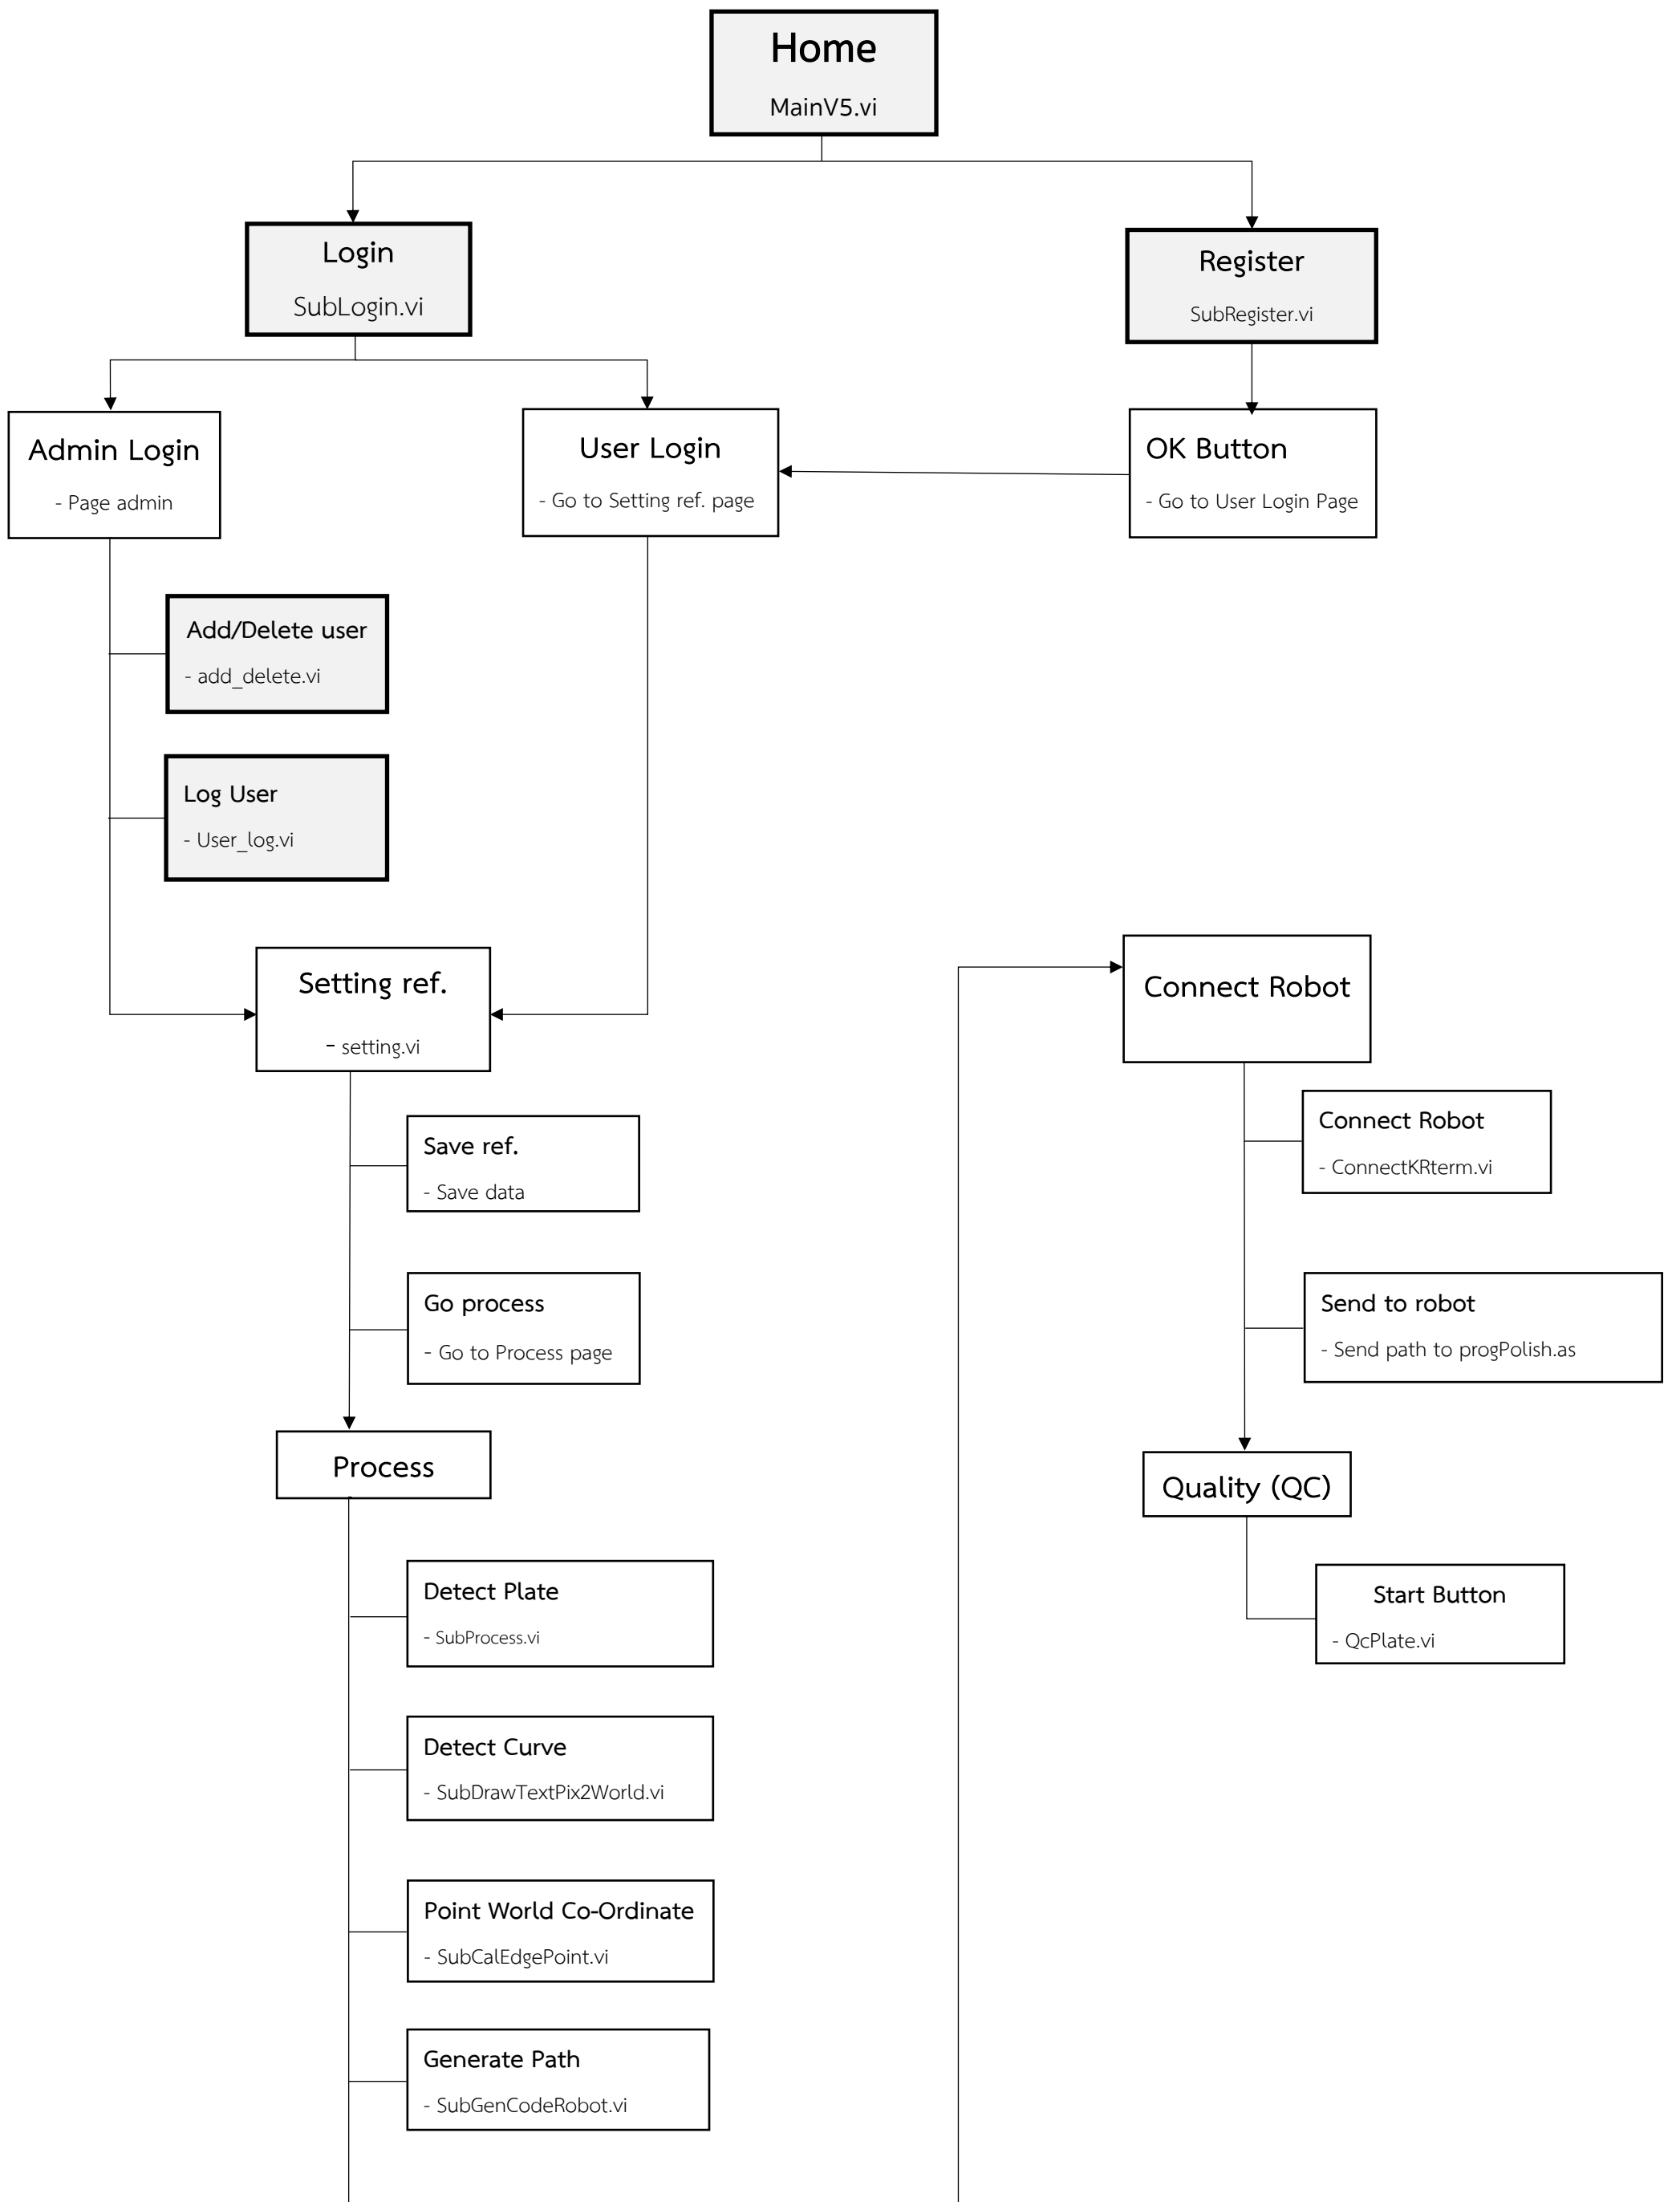 Home
MainV5.vi
Login
SubLogin.vi
Register
SubRegister.vi
Admin Login
- Page admin
User Login
- Go to Setting ref. page
OK Button
- Go to User Login Page
Add/Delete user
- add_delete.vi
Log User
- User_log.vi
Setting ref.
- setting.vi
Save ref.
- Save data
Go process
- Go to Process page
Process
Detect Plate
- SubProcess.vi
Detect Curve
- SubDrawTextPix2World.vi
Point World Co-Ordinate
- SubCalEdgePoint.vi
Generate Path
- SubGenCodeRobot.vi
Connect Robot
Connect Robot
- ConnectKRterm.vi
Send to robot
- Send path to progPolish.as
Quality (QC)
Start Button
- QcPlate.vi